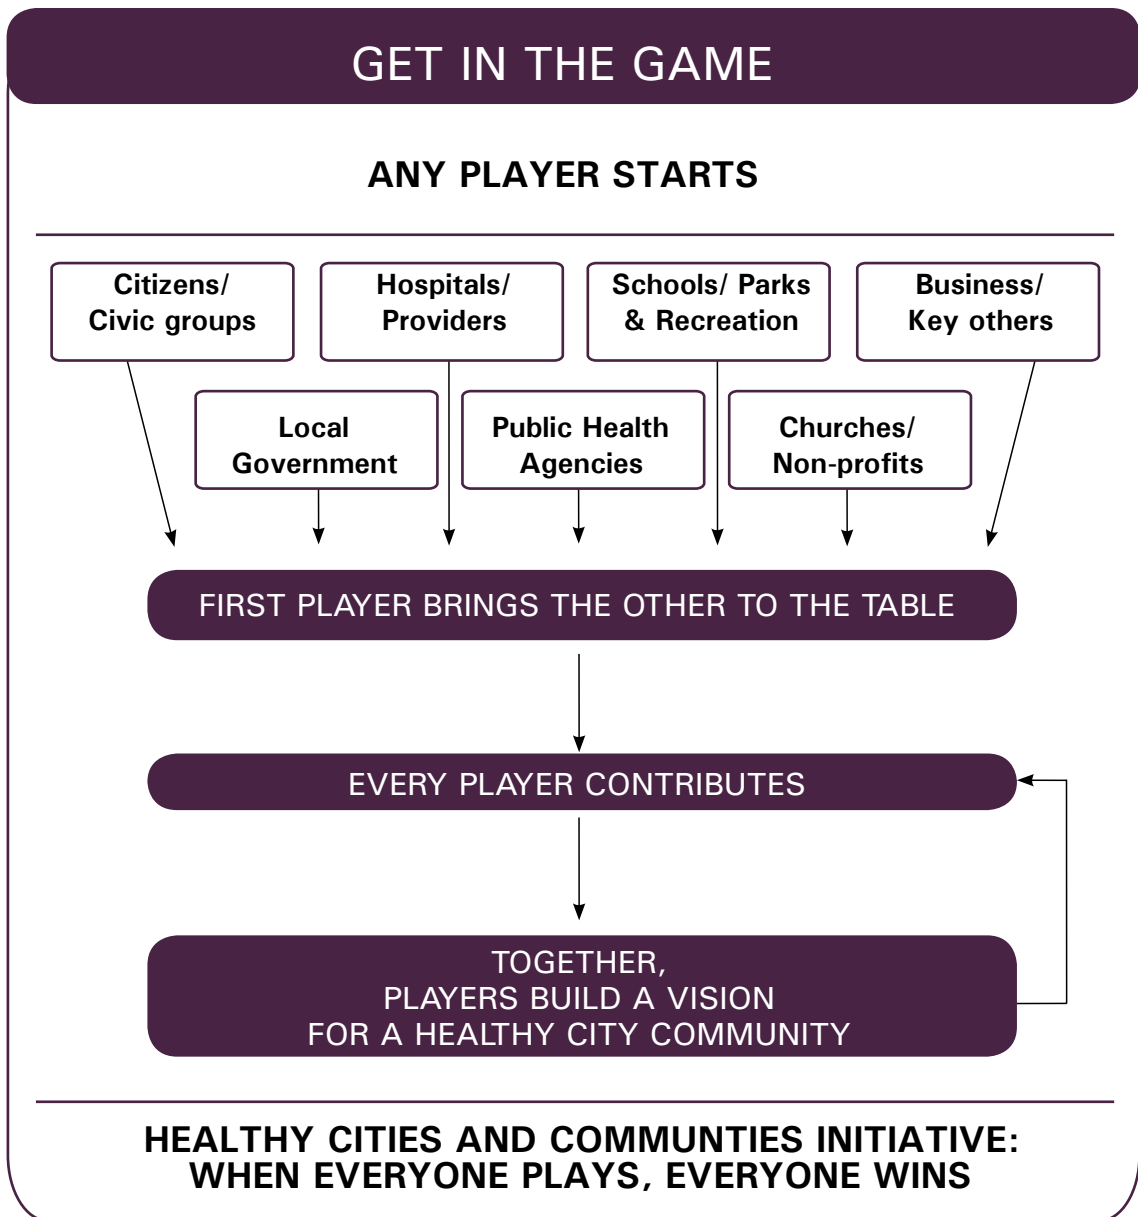 GET IN THE GAME
ANY PLAYER STARTS
Citizens/
Civic groups
Hospitals/
Providers
Schools/ Parks
& Recreation
Business/
Key others
Local
Government
Public Health
Agencies
Churches/
Non-profits
FIRST PLAYER BRINGS THE OTHER TO THE TABLE
EVERY PLAYER CONTRIBUTES
TOGETHER,
PLAYERS BUILD A VISION
FOR A HEALTHY CITY COMMUNITY
HEALTHY CITIES AND COMMUNTIES INITIATIVE:
WHEN EVERYONE PLAYS, EVERYONE WINS